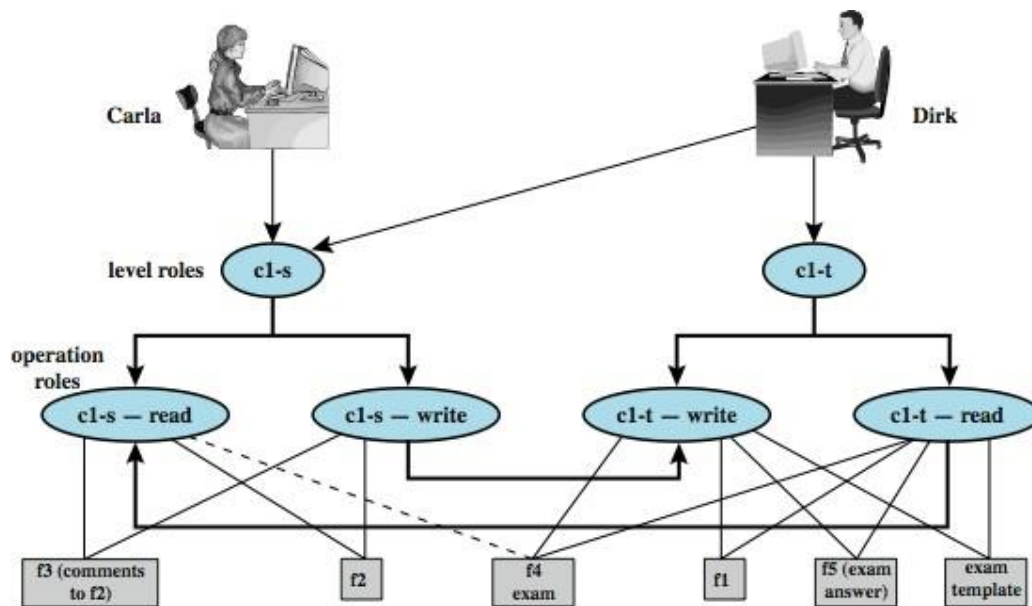 Carla
Dirk
level roles
c1-s
c1-t
operation
roles
c1-s — read
c1-s — write
c1-t — write
c1-t — read
f3 (comments
to f2)
f2
f4
exam
f1
f5 (exam
answer)
exam
template